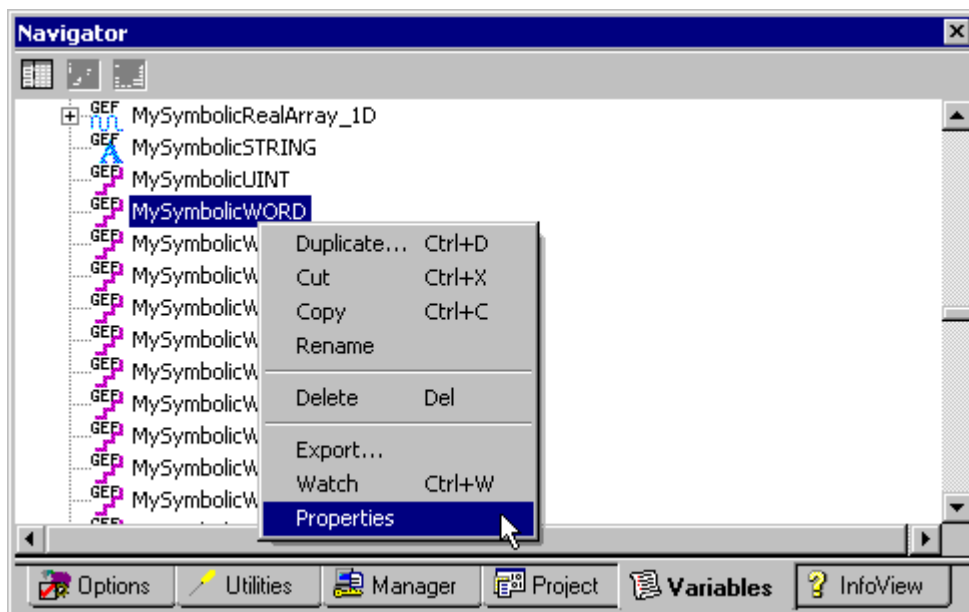 Navigator
GEF MySymbolicRealArray_1D
GEF MySymbolicSTRING
GEF MySymbolicUINT
GEF MySymbolicWORD
GEF MySymbolicW
Duplicate... Ctrl+D
GEF MySymbolicW
Cut Ctrl+X
GEF MySymbolicW
Copy Ctrl+C
GEF MySymbolicW
Rename
GEF MySymbolicW
GEF MySymbolicW
Delete Del
GEF MySymbolicW
GEF MySymbolicW
Export...
GEF MySymbolicW
Watch Ctrl+W
Properties
GEF
Options Utilities Manager Project Variables InfoView